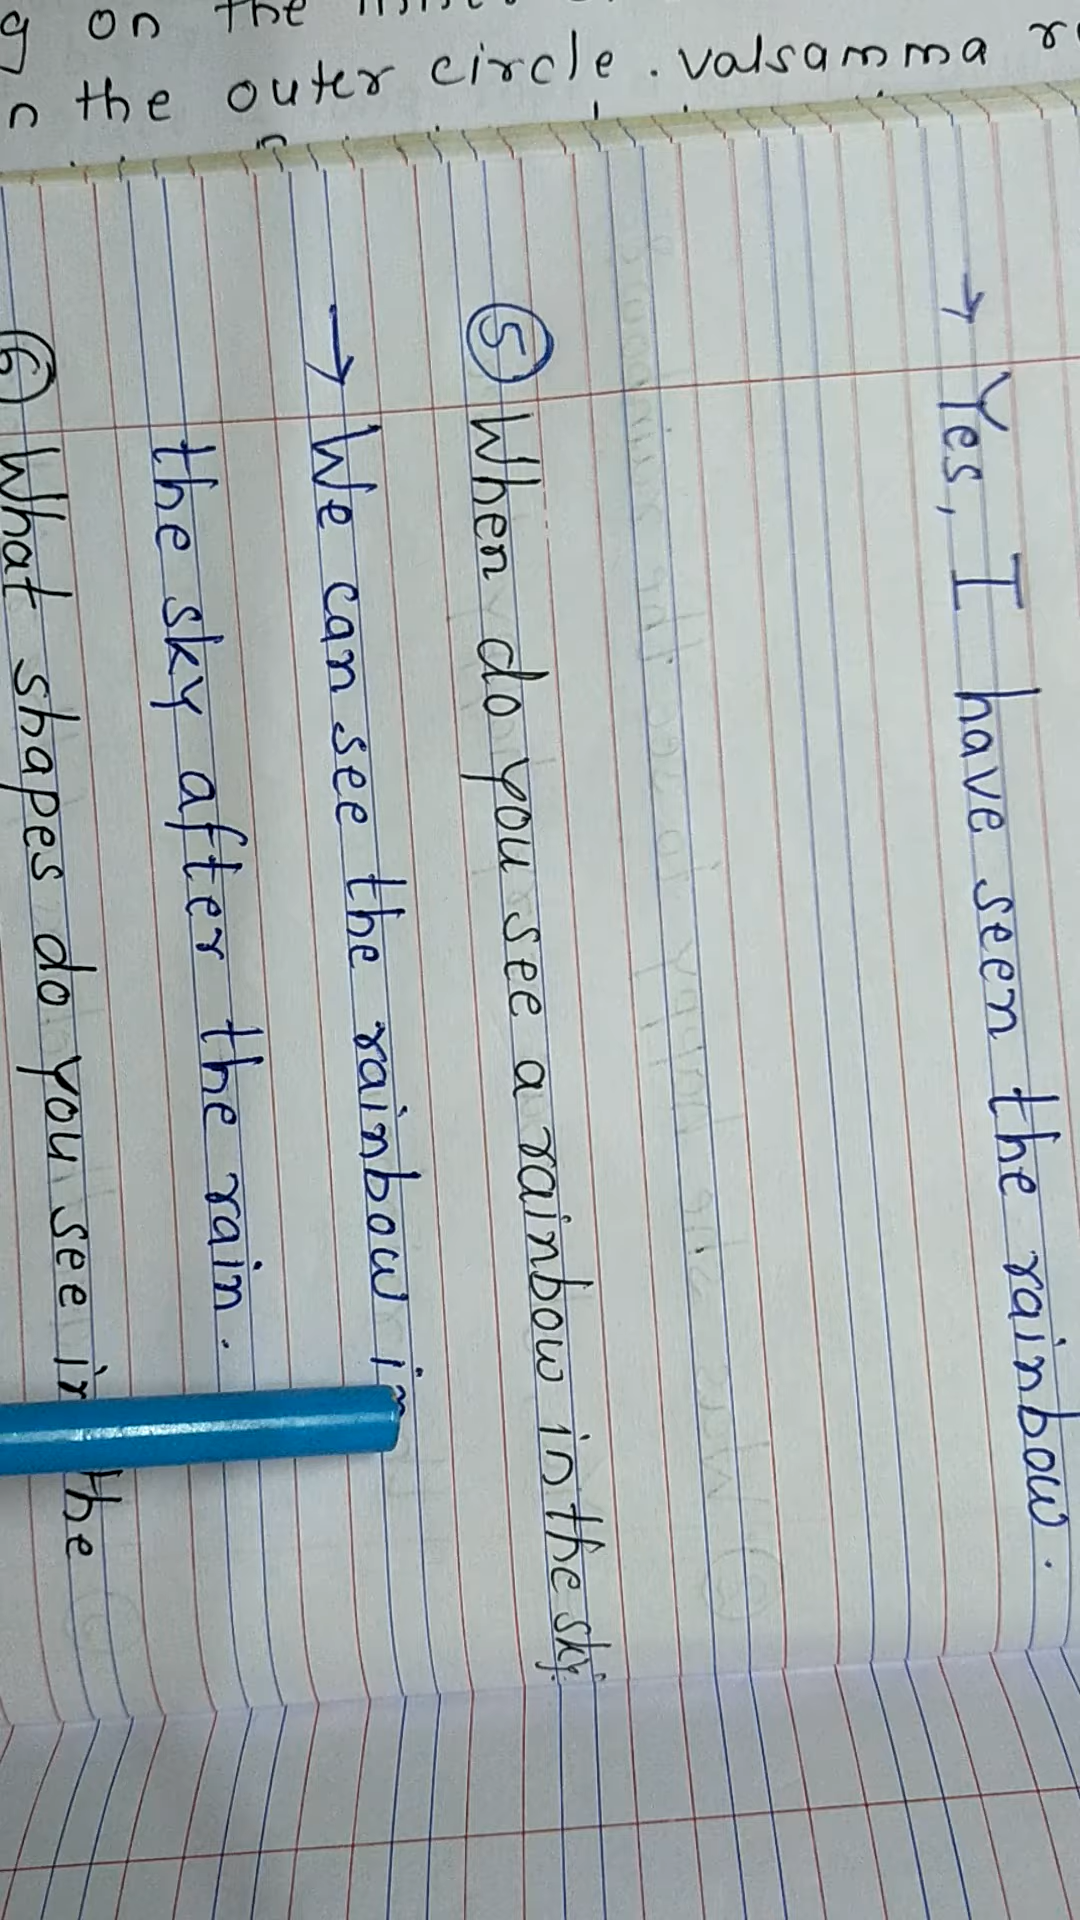 on the
n the outer circle. valsamma
→ Yes, I have seen the rainbow.
5 When do you see a rainbow in the sky.
→ We can see the rainbow in
the sky after the rain.
6 What shapes do you see in the